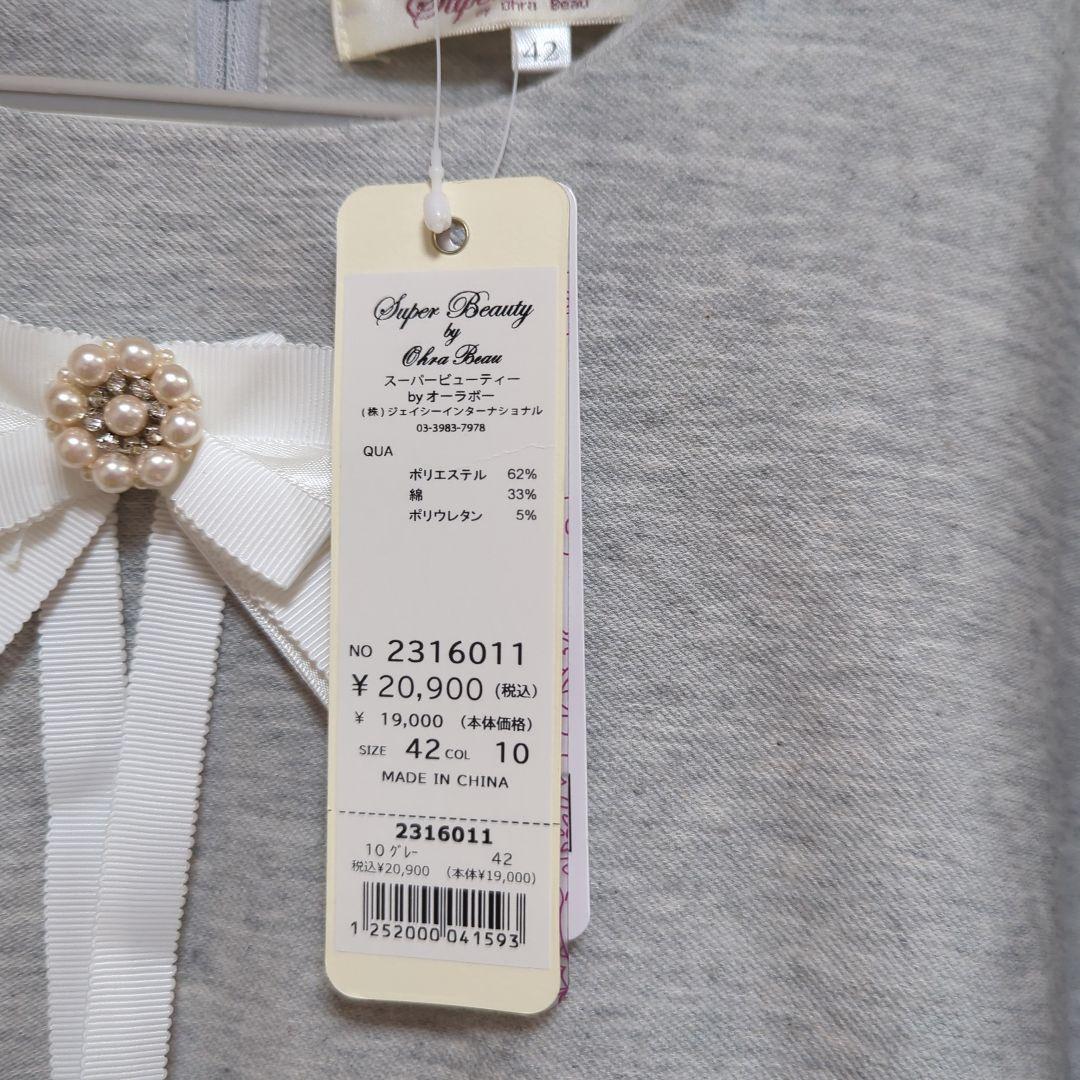 Ohra Beau
42
Super Beauty
by
Ohra Beau
スーパービューティー
by オーラボー
(株)ジェイシーインターナショナル
03-3983-7978
QUA
ポリエステル 62%
綿 33%
ポリウレタン 5%
NO 2316011
¥ 20,900 (税込)
¥ 19,000 (本体価格)
SIZE 42 COL 10
MADE IN CHINA
2316011
10 グレー 42
税込¥20,900 (本体¥19,000)
1 252000 041593